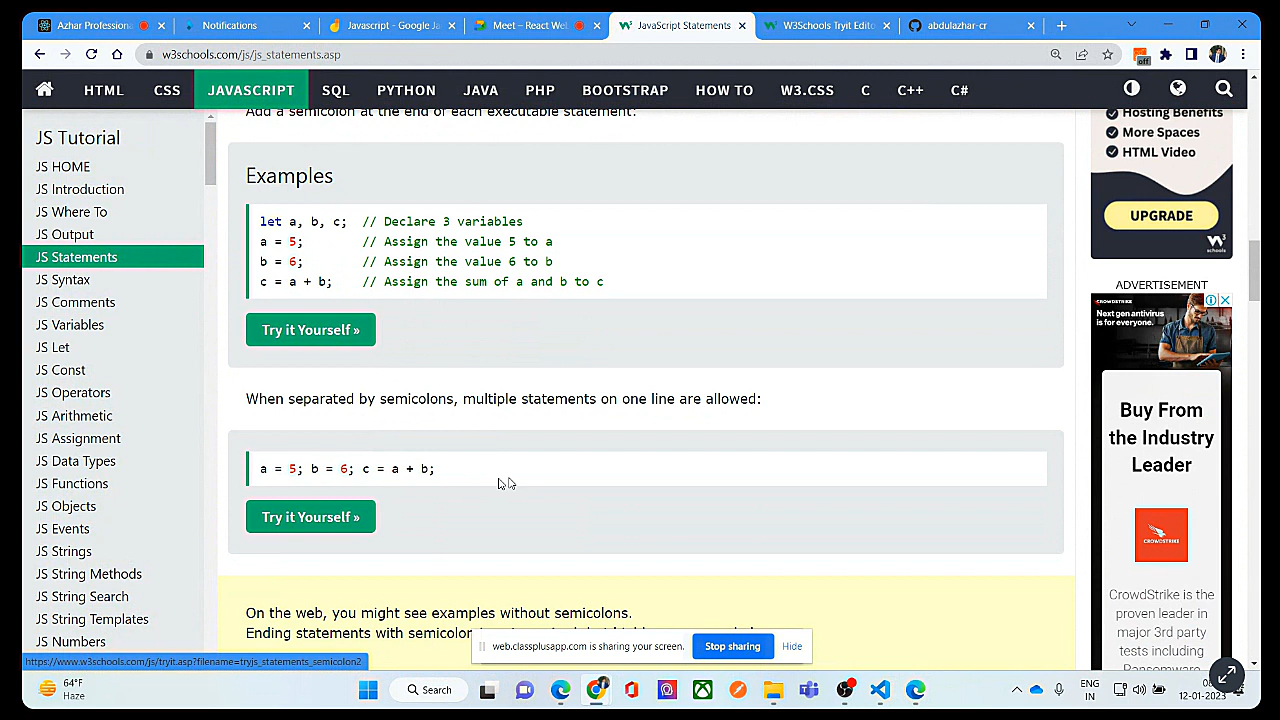 Azhar Professiona
Notifications
Javascript - Google Ja
Meet – React Web
JavaScript Statements
W3Schools Tryit Edito
abdulazhar-cr
w3schools.com/js/js_statements.asp
off
HTML CSS JAVASCRIPT SQL PYTHON JAVA PHP BOOTSTRAP HOW TO W3.CSS C C++ C#
JS Tutorial
JS HOME
JS Introduction
JS Where To
JS Output
JS Statements
JS Syntax
JS Comments
JS Variables
JS Let
JS Const
JS Operators
JS Arithmetic
JS Assignment
JS Data Types
JS Functions
JS Objects
JS Events
JS Strings
JS String Methods
JS String Search
JS String Templates
JS Numbers
https://www.w3schools.com/js/tryit.asp?filename=tryjs_statements_semicolon2
Add a semicolon at the end of each executable statement:
Examples
let a, b, c;  // Declare 3 variables
a = 5;        // Assign the value 5 to a
b = 6;        // Assign the value 6 to b
c = a + b;    // Assign the sum of a and b to c
Try it Yourself »
When separated by semicolons, multiple statements on one line are allowed:
a = 5; b = 6; c = a + b;
Try it Yourself »
On the web, you might see examples without semicolons.
Ending statements with semicolon
web.classplusapp.com is sharing your screen.
Stop sharing
Hide
Hosting Benefits
More Spaces
HTML Video
UPGRADE
W3
schools
ADVERTISEMENT
CROWDSTRIKE
Next gen antivirus
is for everyone.
Buy From
the Industry
Leader
CROWDSTRIKE
CrowdStrike is the
proven leader in
major 3rd party
tests including
64°F
Haze
Search
ENG
IN
12-01-2023